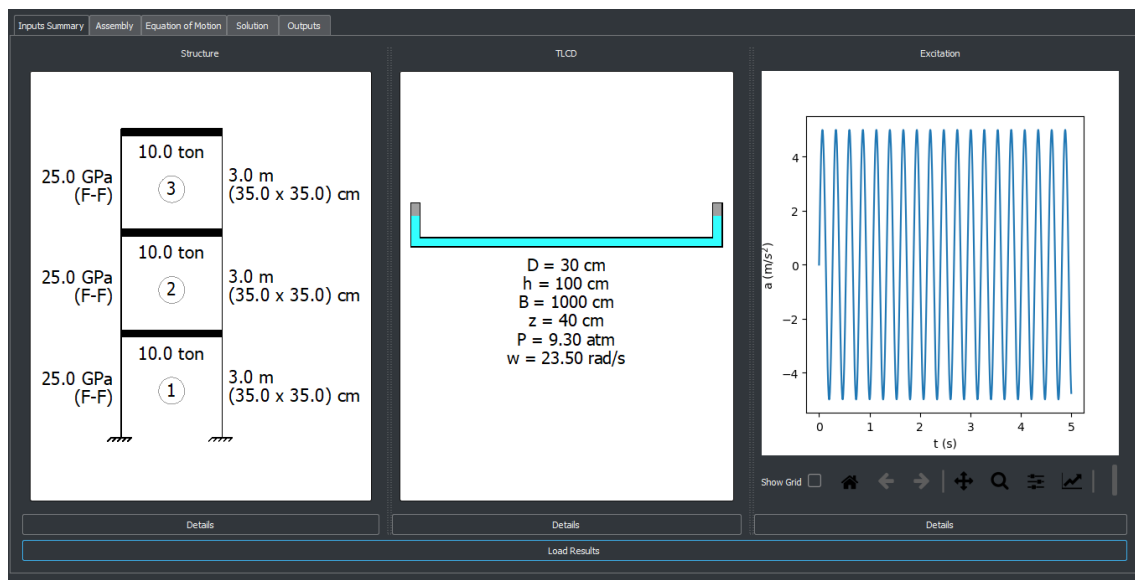 Inputs Summary
Assembly
Equation of Motion
Solution
Outputs
Structure
10.0 ton
25.0 GPa
(F-F)
3
3.0 m
(35.0 x 35.0) cm
10.0 ton
25.0 GPa
(F-F)
2
3.0 m
(35.0 x 35.0) cm
10.0 ton
25.0 GPa
(F-F)
1
3.0 m
(35.0 x 35.0) cm
Details
TLCD
D = 30 cm
h = 100 cm
B = 1000 cm
z = 40 cm
P = 9.30 atm
w = 23.50 rad/s
Details
Excitation
a (m/s²)
4
2
0
−2
−4
0 1 2 3 4 5
t (s)
Show Grid
Details
Load Results